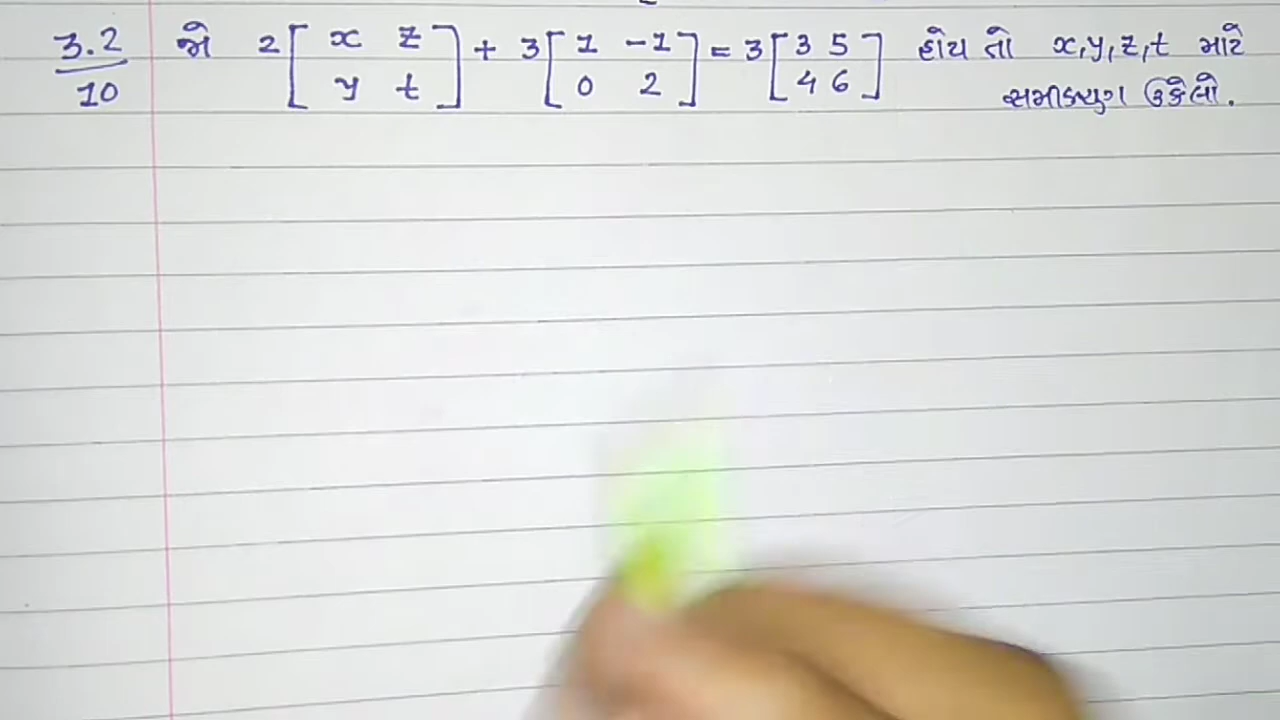 3.2 જો 2[ x z ] + 3[ 1 -1 ] = 3[ 3 5 ] હોય તો x,y,z,t માટે
10 [ y t ] [ 0 2 ] [ 4 6 ] સમીકરણ ઉકેલો.